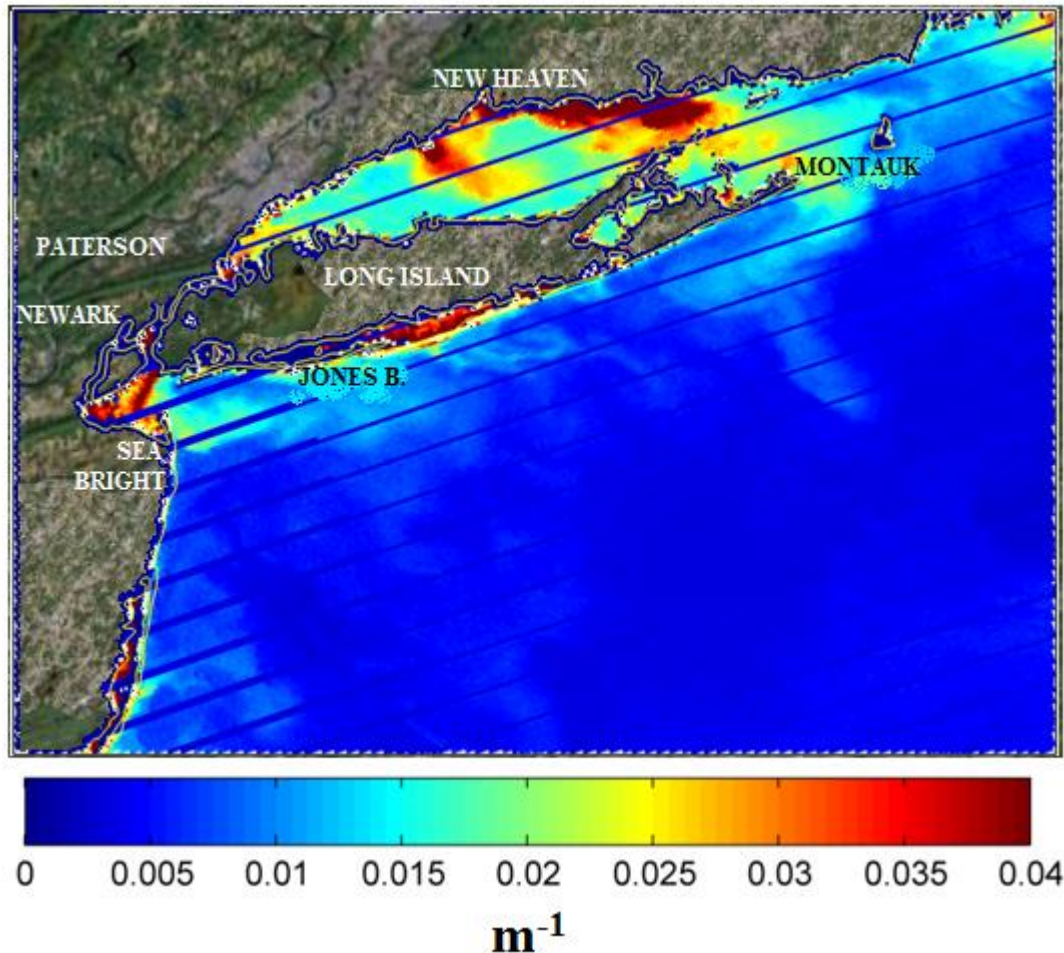 NEW HEAVEN
MONTAUK
PATERSON
LONG ISLAND
NEWARK
JONES B.
SEA
BRIGHT
0 0.005 0.01 0.015 0.02 0.025 0.03 0.035 0.04
m-1